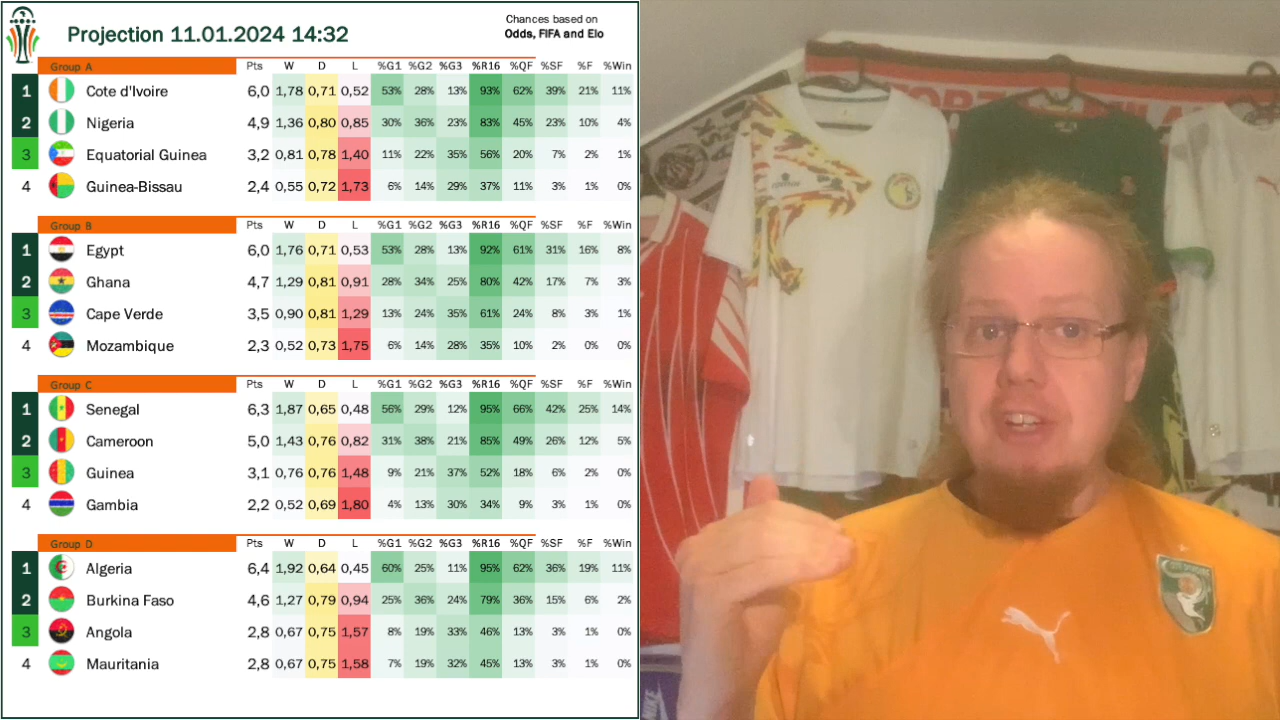 Projection 11.01.2024 14:32
Chances based on
Odds, FIFA and Elo
Group A Pts W D L %G1 %G2 %G3 %R16 %QF %SF %F %Win
1 Cote d'Ivoire 6,0 1,78 0,71 0,52 53% 28% 13% 93% 62% 39% 21% 11%
2 Nigeria 4,9 1,36 0,80 0,85 30% 36% 23% 83% 45% 23% 10% 4%
3 Equatorial Guinea 3,2 0,81 0,78 1,40 11% 22% 35% 56% 20% 7% 2% 1%
4 Guinea-Bissau 2,4 0,55 0,72 1,73 6% 14% 29% 37% 11% 3% 1% 0%
Group B Pts W D L %G1 %G2 %G3 %R16 %QF %SF %F %Win
1 Egypt 6,0 1,76 0,71 0,53 53% 28% 13% 92% 61% 31% 16% 8%
2 Ghana 4,7 1,29 0,81 0,91 28% 34% 25% 80% 42% 17% 7% 3%
3 Cape Verde 3,5 0,90 0,81 1,29 13% 24% 35% 61% 24% 8% 3% 1%
4 Mozambique 2,3 0,52 0,73 1,75 6% 14% 28% 35% 10% 2% 0% 0%
Group C Pts W D L %G1 %G2 %G3 %R16 %QF %SF %F %Win
1 Senegal 6,3 1,87 0,65 0,48 56% 29% 12% 95% 66% 42% 25% 14%
2 Cameroon 5,0 1,43 0,76 0,82 31% 38% 21% 85% 49% 26% 12% 5%
3 Guinea 3,1 0,76 0,76 1,48 9% 21% 37% 52% 18% 6% 2% 0%
4 Gambia 2,2 0,52 0,69 1,80 4% 13% 30% 34% 9% 3% 1% 0%
Group D Pts W D L %G1 %G2 %G3 %R16 %QF %SF %F %Win
1 Algeria 6,4 1,92 0,64 0,45 60% 25% 11% 95% 62% 36% 19% 11%
2 Burkina Faso 4,6 1,27 0,79 0,94 25% 36% 24% 79% 36% 15% 6% 2%
3 Angola 2,8 0,67 0,75 1,57 8% 19% 33% 46% 13% 3% 1% 0%
4 Mauritania 2,8 0,67 0,75 1,58 7% 19% 32% 45% 13% 3% 1% 0%